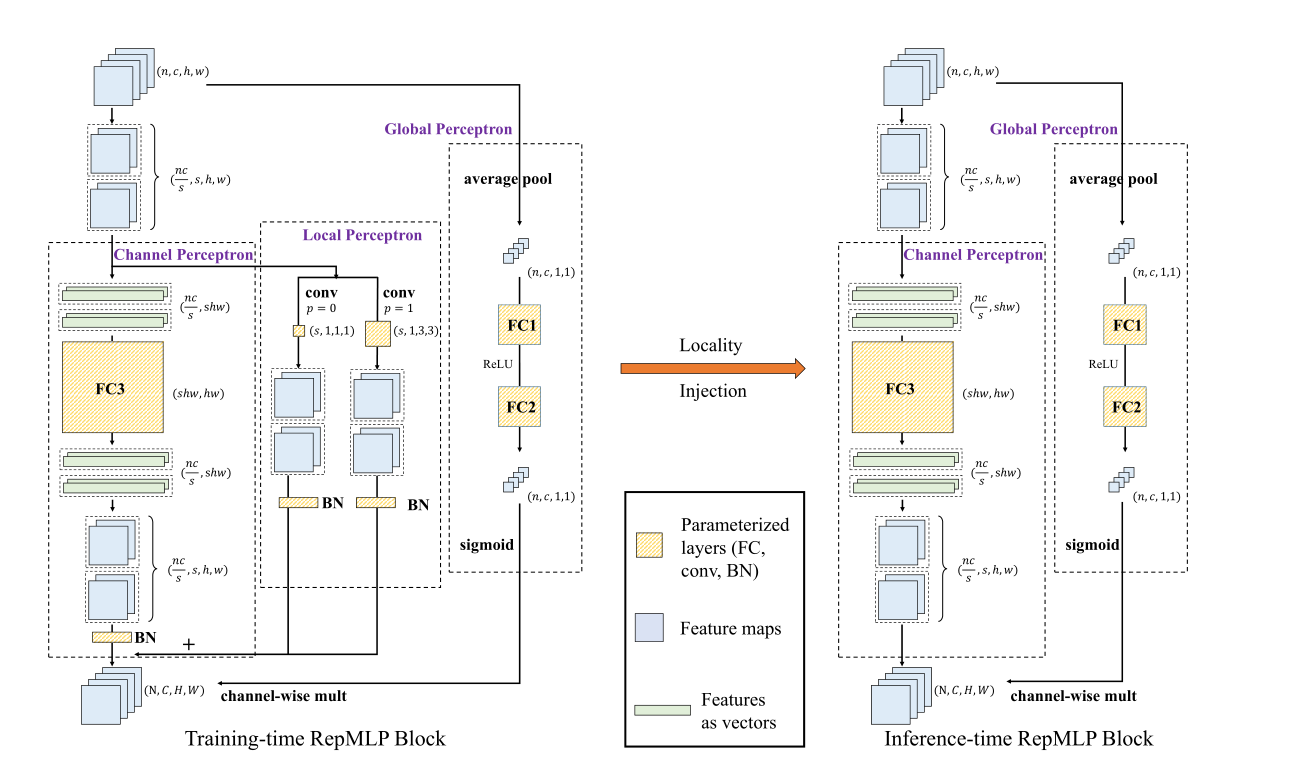 (n, c, h, w)
Global Perceptron
(nc/s, s, h, w)
average pool
Local Perceptron
Channel Perceptron
conv
p = 0
conv
p = 1
(n, c, 1,1)
(nc/s, shw)
(s, 1,1,1)
(s, 1,3,3)
FC1
ReLU
FC3
(shw, hw)
FC2
(nc/s, shw)
(n, c, 1,1)
BN
BN
sigmoid
(nc/s, s, h, w)
BN
+
(N, C, H, W)
channel-wise mult
Training-time RepMLP Block
Locality
Injection
Parameterized
layers (FC,
conv, BN)
Feature maps
Features
as vectors
(n, c, h, w)
Global Perceptron
(nc/s, s, h, w)
average pool
Channel Perceptron
(n, c, 1,1)
(nc/s, shw)
FC1
ReLU
FC3
(shw, hw)
FC2
(nc/s, shw)
(n, c, 1,1)
sigmoid
(nc/s, s, h, w)
(N, C, H, W)
channel-wise mult
Inference-time RepMLP Block